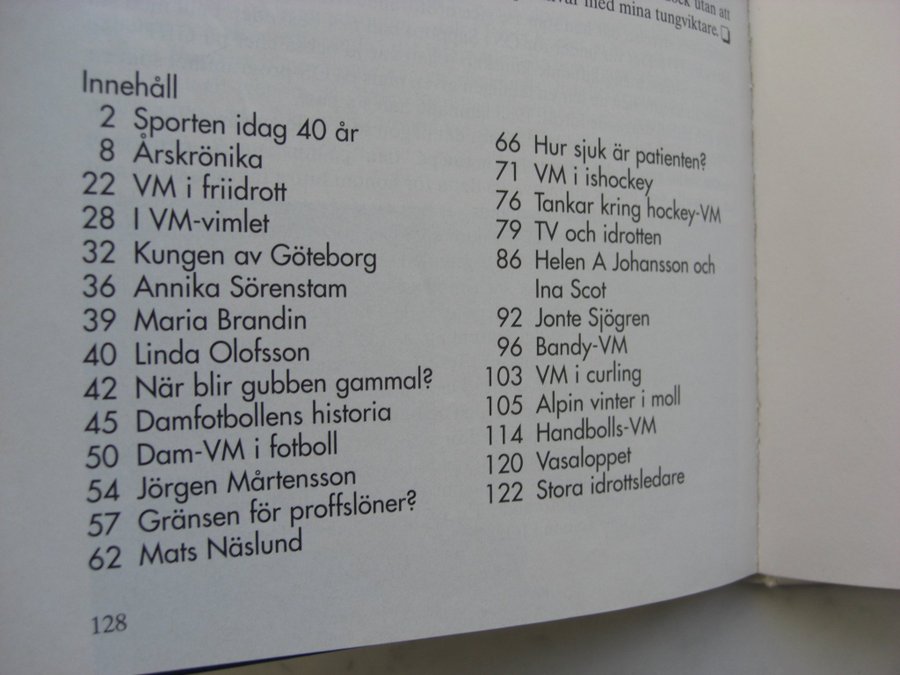 utan att
med mina tungviktare.❏
Innehåll
2 Sporten idag 40 år
8 Årskrönika
22 VM i friidrott
28 I VM-vimlet
32 Kungen av Göteborg
36 Annika Sörenstam
39 Maria Brandin
40 Linda Olofsson
42 När blir gubben gammal?
45 Damfotbollens historia
50 Dam-VM i fotboll
54 Jörgen Mårtensson
57 Gränsen för proffslöner?
62 Mats Näslund
66 Hur sjuk är patienten?
71 VM i ishockey
76 Tankar kring hockey-VM
79 TV och idrotten
86 Helen A Johansson och
Ina Scot
92 Jonte Sjögren
96 Bandy-VM
103 VM i curling
105 Alpin vinter i moll
114 Handbolls-VM
120 Vasaloppet
122 Stora idrottsledare
128